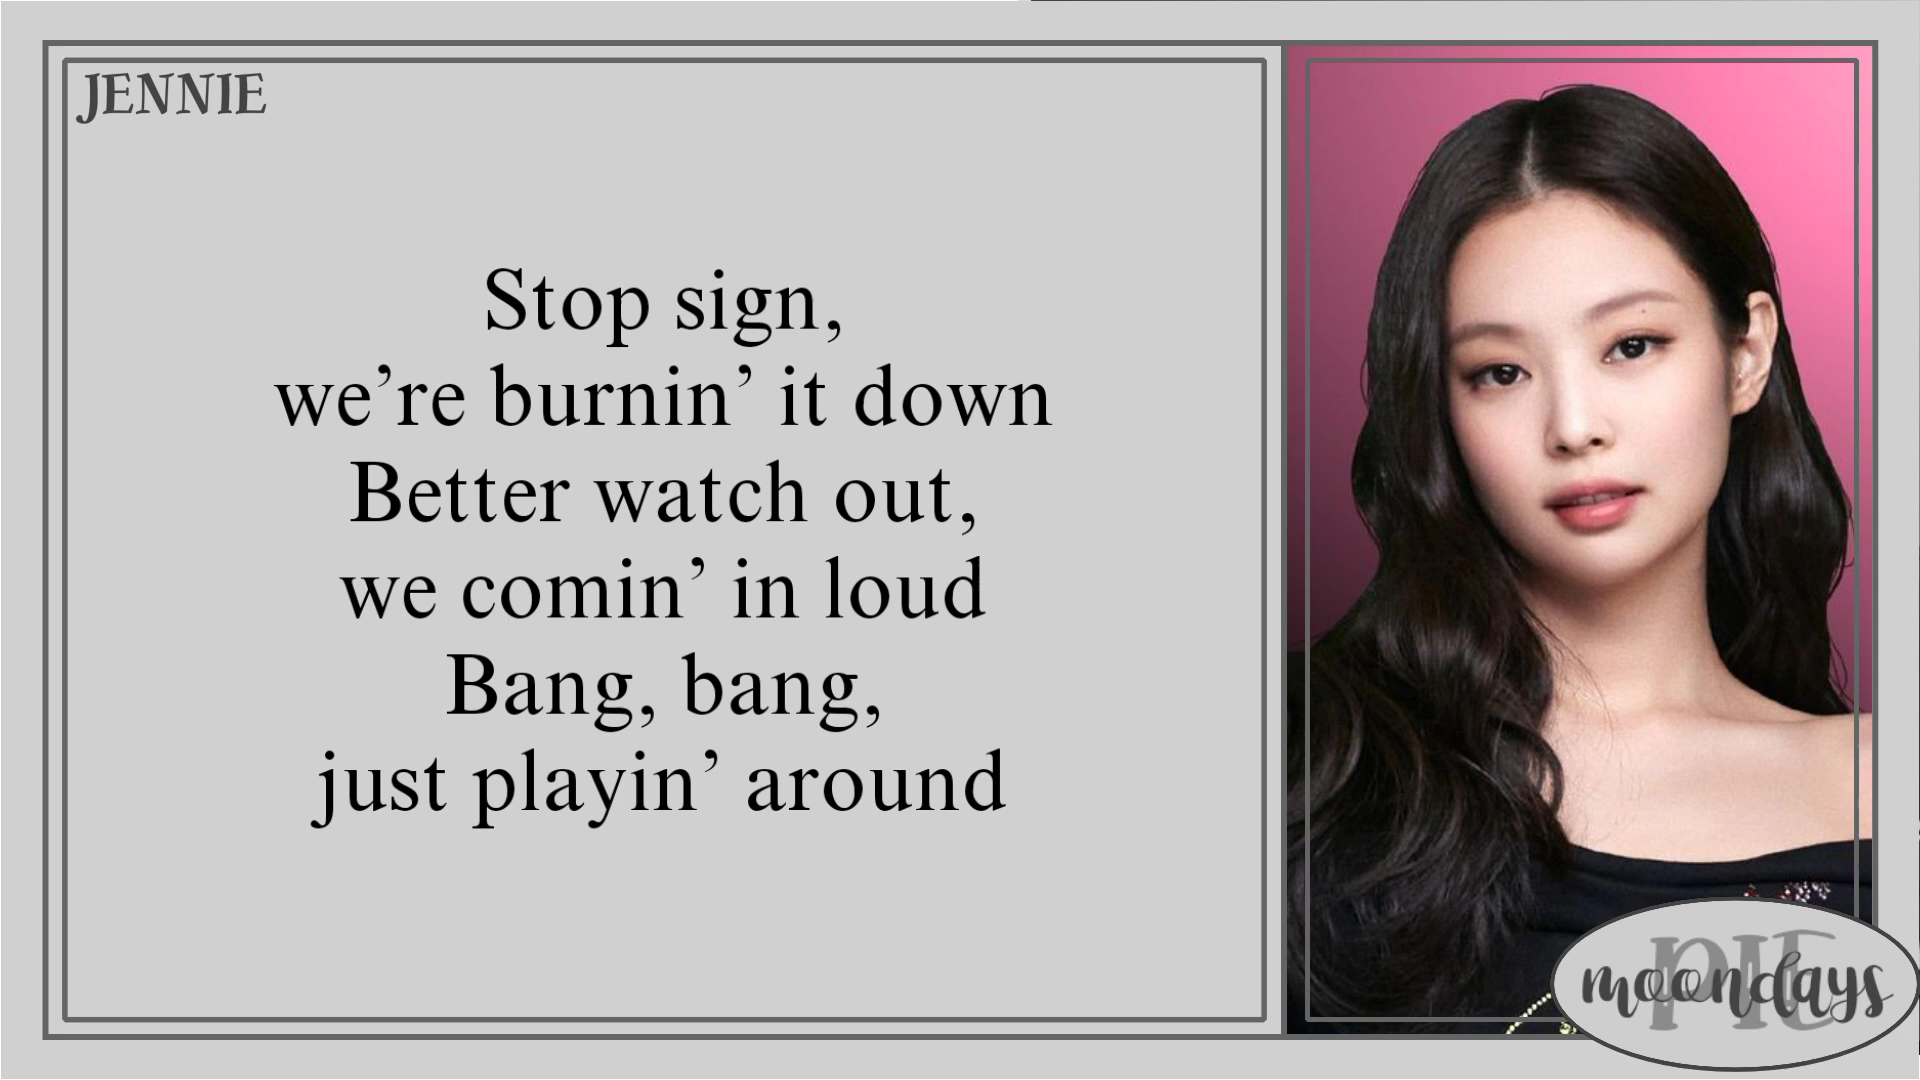 JENNIE
Stop sign,
we’re burnin’ it down
Better watch out,
we comin’ in loud
Bang, bang,
just playin’ around
PIE
moondays